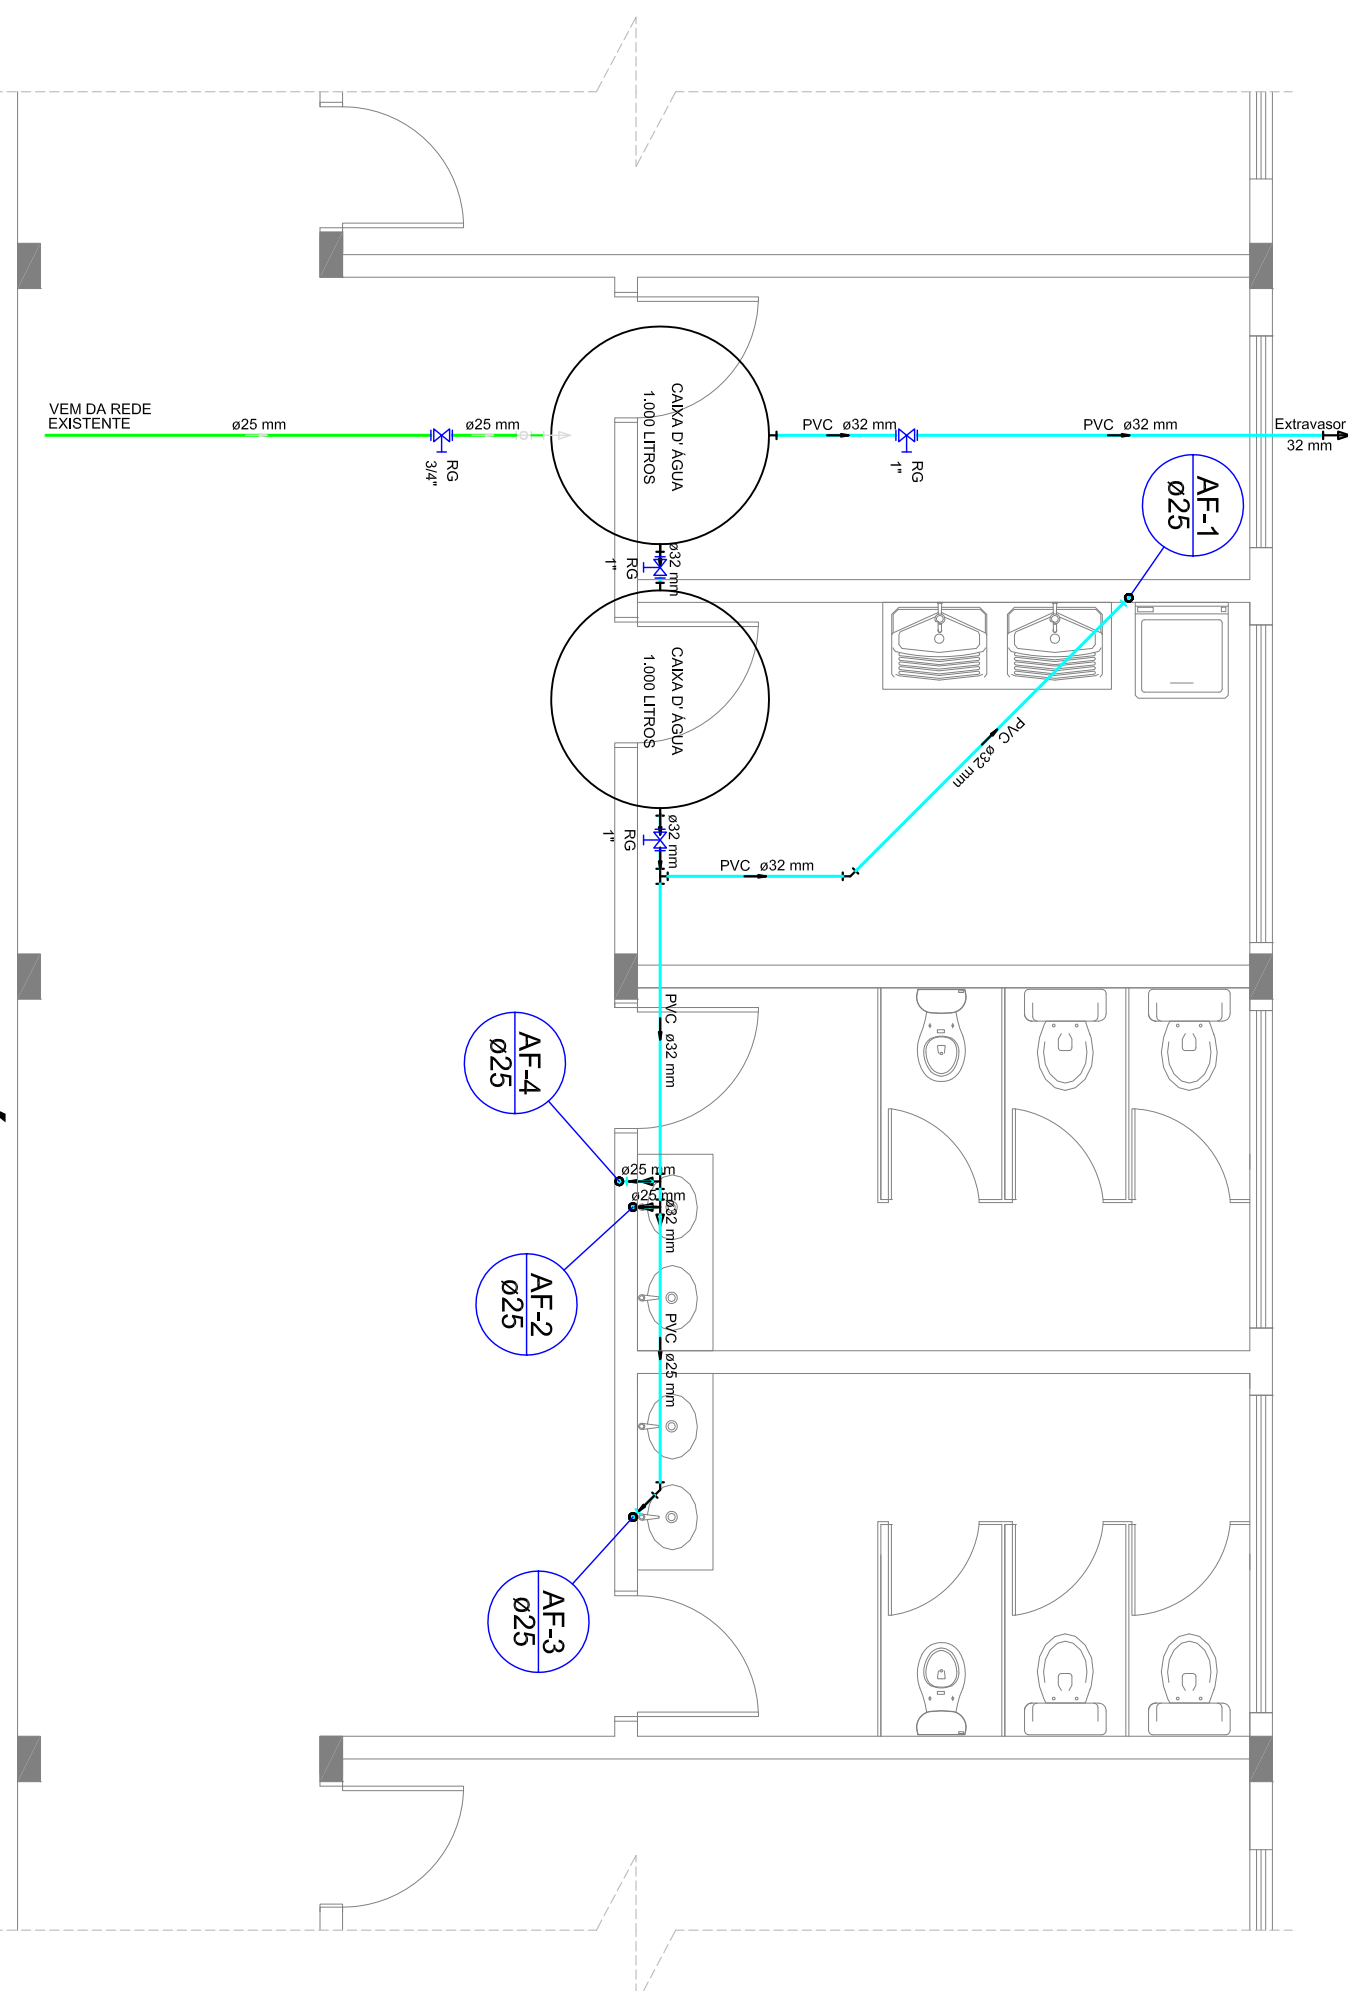 VEM DA REDE
EXISTENTE
ø25 mm
ø25 mm
RG
3/4"
CAIXA D' ÁGUA
1.000 LITROS
PVC ø32 mm
RG
1"
PVC ø32 mm
Extravasor
32 mm
AF-1
ø25
ø32 mm
RG
1"
CAIXA D' ÁGUA
1.000 LITROS
PVC ø32 mm
ø32 mm
RG
1"
PVC ø32 mm
PVC ø32 mm
AF-4
ø25
ø25 mm
ø25 mm
ø32 mm
AF-2
ø25
PVC ø25 mm
AF-3
ø25